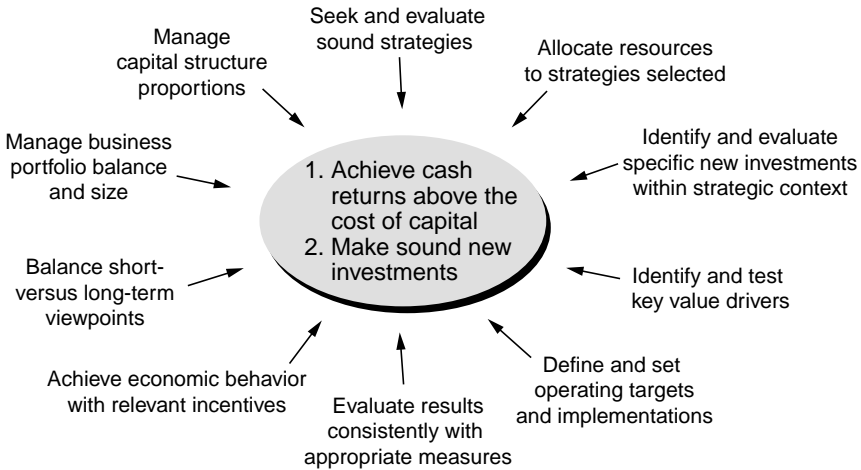 Seek and evaluate
sound strategies
Allocate resources
to strategies selected
Identify and evaluate
specific new investments
within strategic context
Identify and test
key value drivers
Define and set
operating targets
and implementations
Evaluate results
consistently with
appropriate measures
Achieve economic behavior
with relevant incentives
Balance short-
versus long-term
viewpoints
Manage business
portfolio balance
and size
Manage
capital structure
proportions
1. Achieve cash
returns above the
cost of capital
2. Make sound new
investments